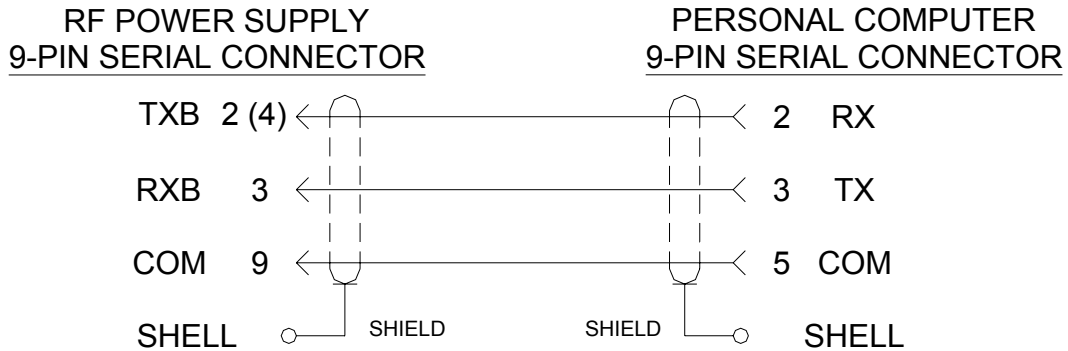 RF POWER SUPPLY
9-PIN SERIAL CONNECTOR
PERSONAL COMPUTER
9-PIN SERIAL CONNECTOR
TXB 2 (4) 2 RX
RXB 3 3 TX
COM 9 5 COM
SHELL SHIELD SHIELD SHELL